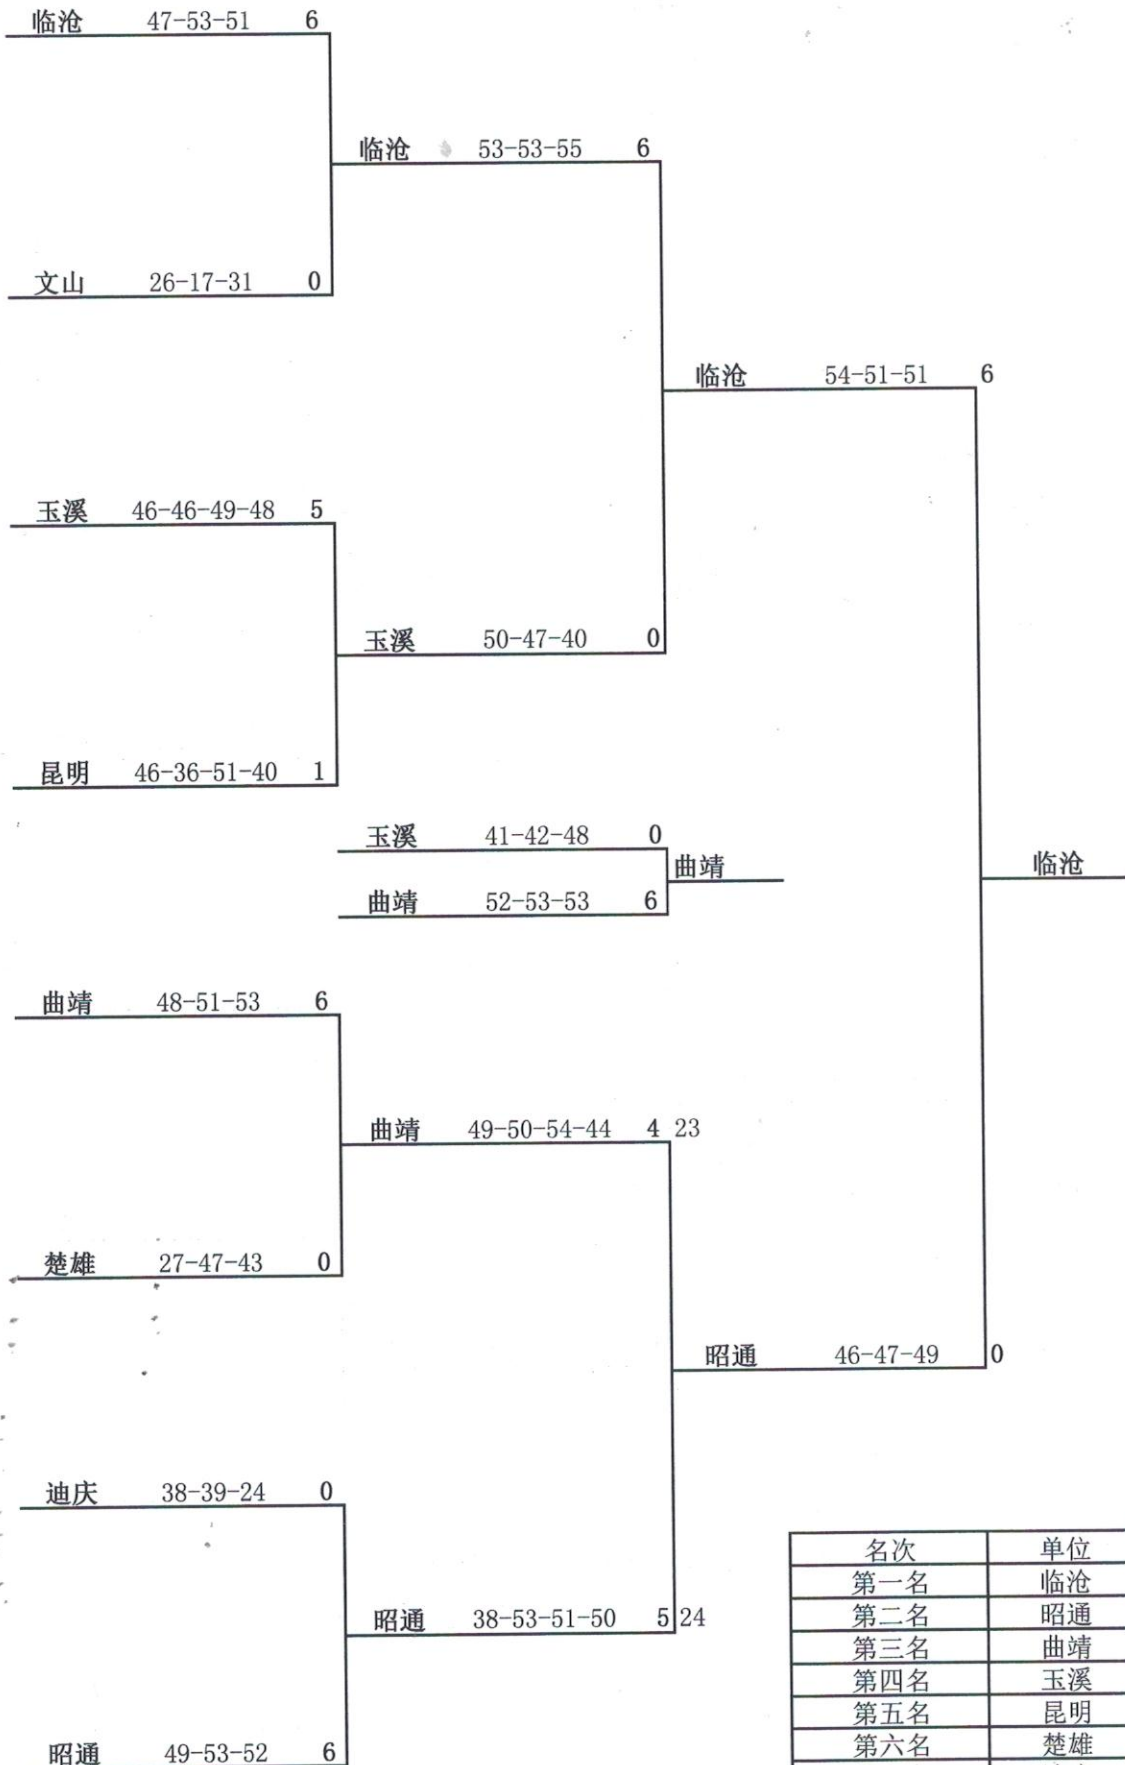 临沧 47-53-51 6
临沧 53-53-55 6
文山 26-17-31 0
临沧 54-51-51 6
玉溪 46-46-49-48 5
玉溪 50-47-40 0
昆明 46-36-51-40 1
玉溪 41-42-48 0
曲靖
临沧
曲靖 52-53-53 6
曲靖 48-51-53 6
曲靖 49-50-54-44 4 23
楚雄 27-47-43 0
昭通 46-47-49 0
迪庆 38-39-24 0
名次 单位
第一名 临沧
第二名 昭通
昭通 38-53-51-50 5 24
第三名 曲靖
第四名 玉溪
第五名 昆明
第六名 楚雄
昭通 49-53-52 6